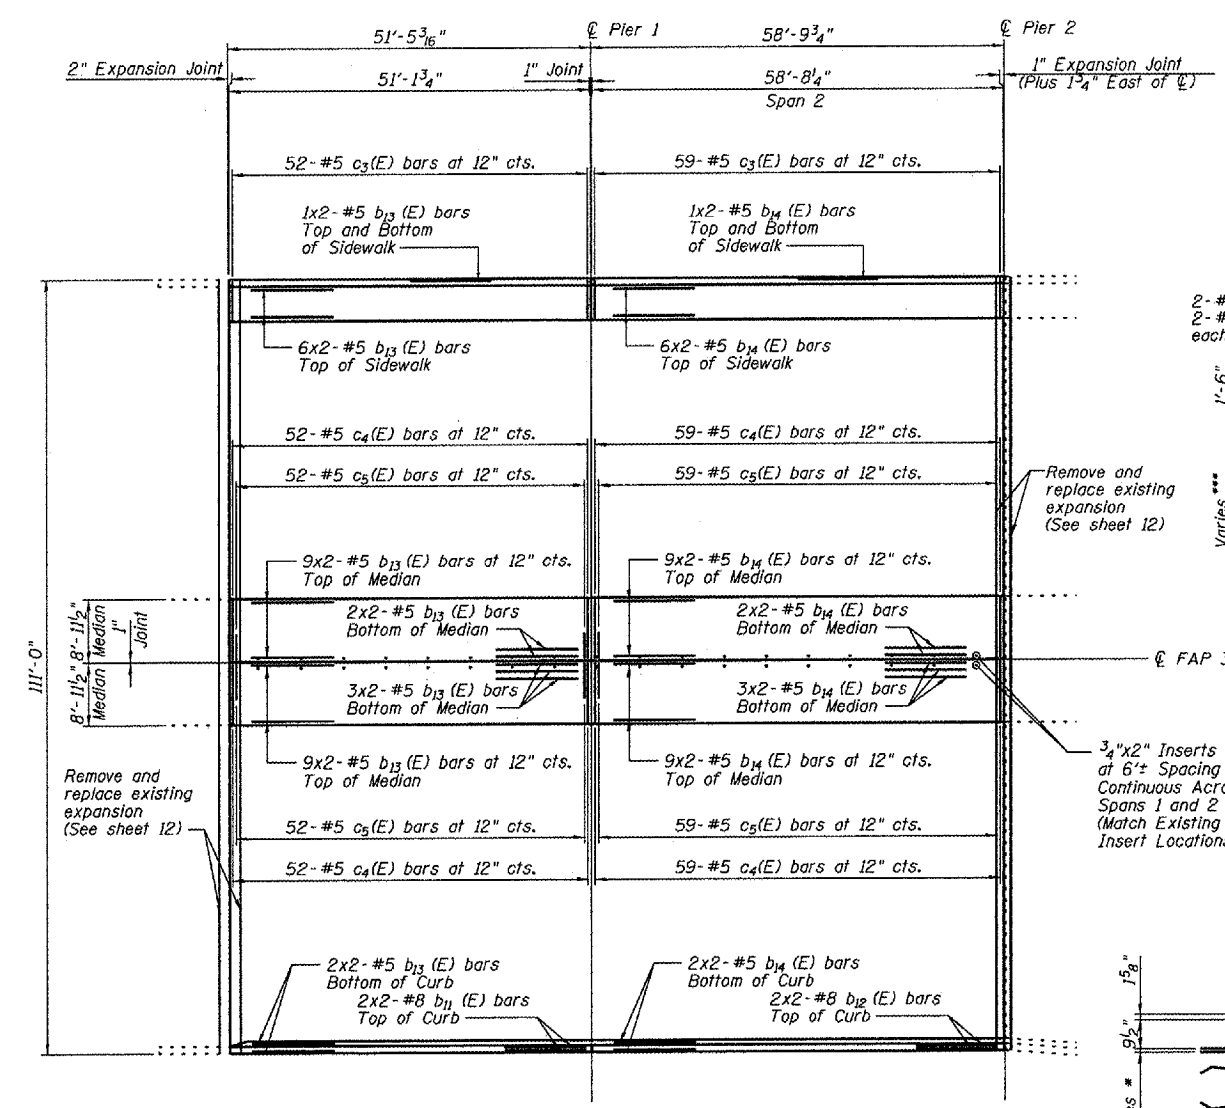 51'-5 3/16"
℄ Pier 1
58'-9 3/4"
℄ Pier 2
2" Expansion Joint
51'-1 3/4"
1" Joint
58'-8 1/4"
Span 2
1" Expansion Joint
(Plus 1 3/4" East of ℄)
52-#5 c3(E) bars at 12" cts.
59-#5 c3(E) bars at 12" cts.
1x2-#5 b13 (E) bars
Top and Bottom
of Sidewalk
1x2-#5 b14 (E) bars
Top and Bottom
of Sidewalk
2-#
2-#
each
6x2-#5 b13 (E) bars
Top of Sidewalk
6x2-#5 b14 (E) bars
Top of Sidewalk
1'-6"
52-#5 c4(E) bars at 12" cts.
59-#5 c4(E) bars at 12" cts.
52-#5 c5(E) bars at 12" cts.
59-#5 c5(E) bars at 12" cts.
Remove and
replace existing
expansion
(See sheet 12)
Varies ***
9x2-#5 b13 (E) bars at 12" cts.
Top of Median
9x2-#5 b14 (E) bars at 12" cts.
Top of Median
2x2-#5 b13 (E) bars
Bottom of Median
2x2-#5 b14 (E) bars
Bottom of Median
111'-0"
8'-11 1/2"
Median
1"
Joint
8'-11 1/2"
Median
℄ FAP 3
3x2-#5 b13 (E) bars
Bottom of Median
3x2-#5 b14 (E) bars
Bottom of Median
9x2-#5 b13 (E) bars at 12" cts.
Top of Median
9x2-#5 b14 (E) bars at 12" cts.
Top of Median
3/4"x2" Inserts
at 6'± Spacing
Continuous Acro
Spans 1 and 2
(Match Existing
Insert Location
Remove and
replace existing
expansion
(See sheet 12)
52-#5 c5(E) bars at 12" cts.
59-#5 c5(E) bars at 12" cts.
52-#5 c4(E) bars at 12" cts.
59-#5 c4(E) bars at 12" cts.
2x2-#5 b13 (E) bars
Bottom of Curb
2x2-#8 b11 (E) bars
Top of Curb
2x2-#5 b14 (E) bars
Bottom of Curb
2x2-#8 b12 (E) bars
Top of Curb
1 5/8"
9 1/2"
es *